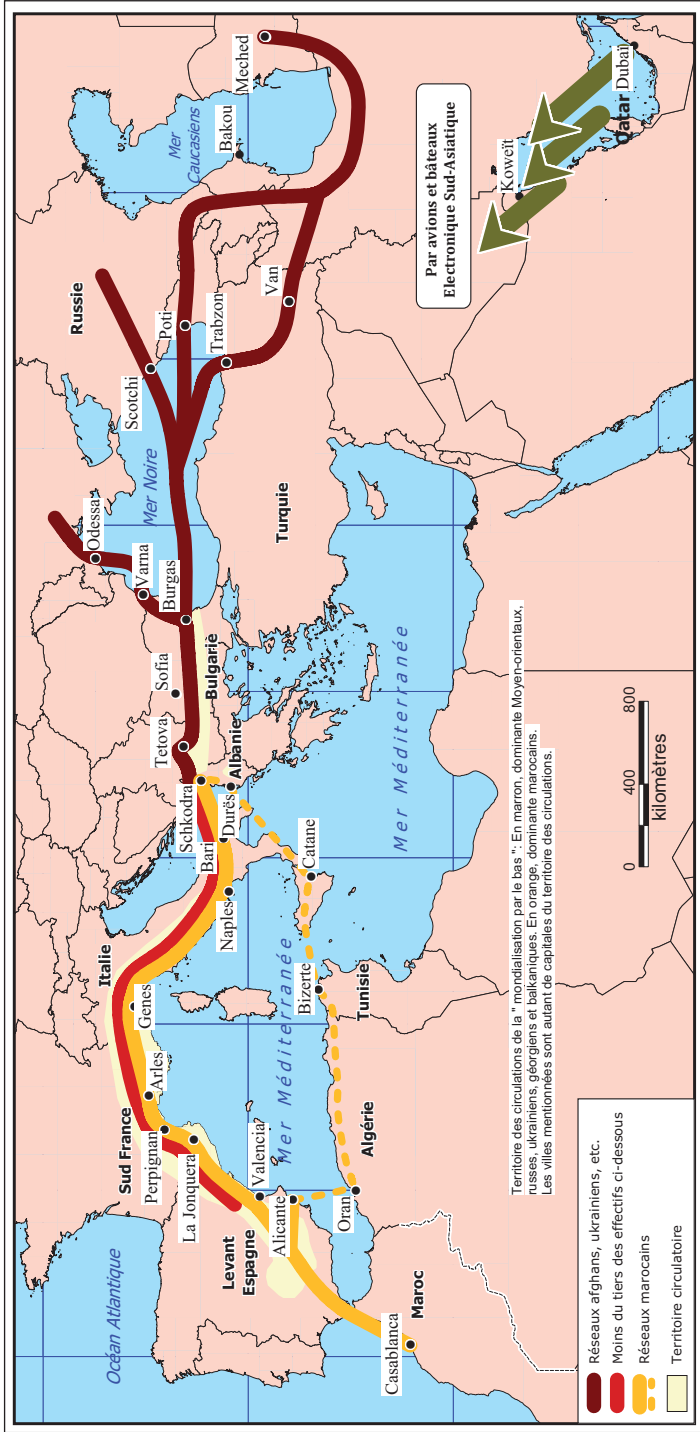 Océan Atlantique
Sud France
Italie
Perpignan
Arles
Genes
La Jonquera
Levant
Espagne
Valencia
Alicante
Mer Méditerranée
Naples
Bari
Schkodra
Durës
Albanie
Tetova
Sofia
Bulgarie
Burgas
Varna
Odessa
Mer Noire
Scotchi
Russie
Poti
Trabzon
Van
Turquie
Mer
Caucasiens
Bakou
Meched
Casablanca
Maroc
Oran
Algérie
Bizerte
Tunisie
Catane
Mer Méditerranée
Par avions et bâteaux
Electronique Sud-Asiatique
Koweït
Qatar
Dubaï
Territoire des circulations de la " mondialisation par le bas ": En marron, dominante Moyen-orientaux,
russes, ukrainiens, géorgiens et balkaniques. En orange, dominante marocains.
Les villes mentionnées sont autant de capitales du territoire des circulations.
0 400 800
kilomètres
Réseaux afghans, ukrainiens, etc.
Moins du tiers des effectifs ci-dessous
Réseaux marocains
Territoire circulatoire